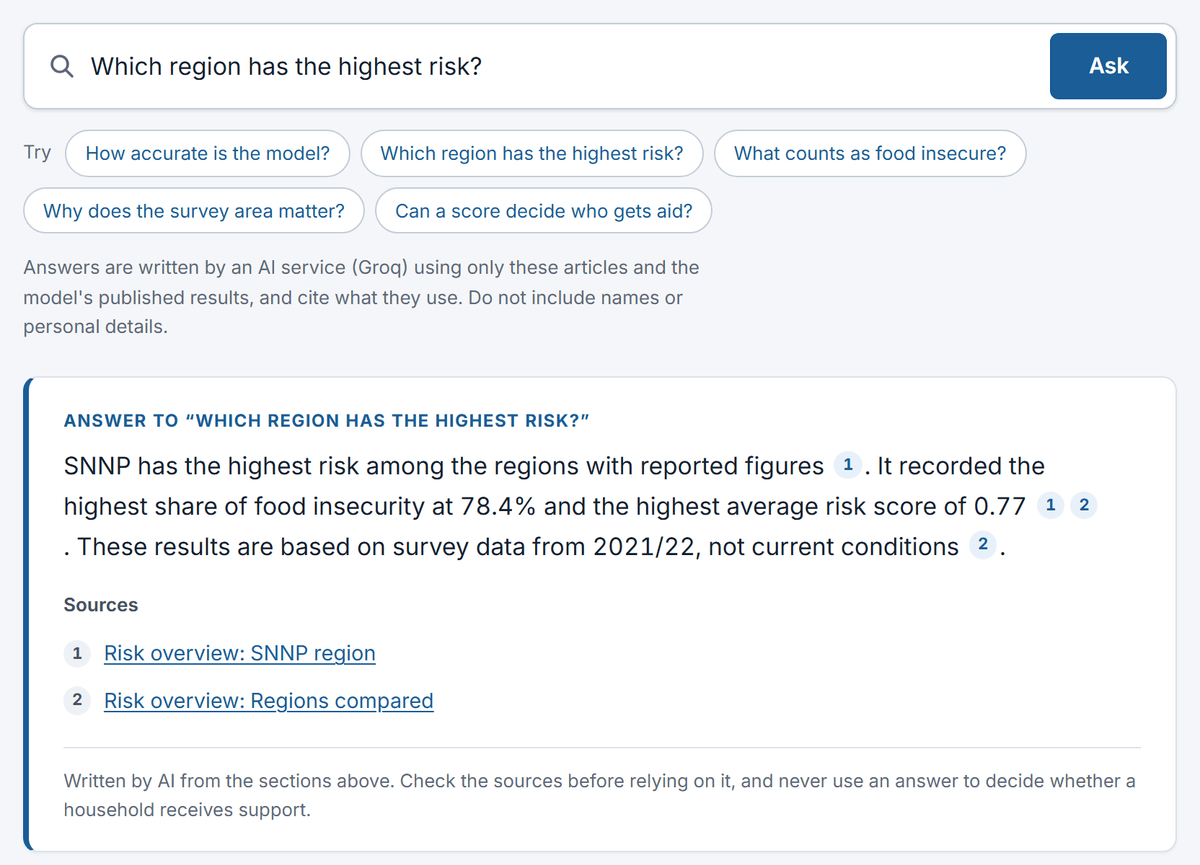 Which region has the highest risk?
Ask
Try
How accurate is the model?
Which region has the highest risk?
What counts as food insecure?
Why does the survey area matter?
Can a score decide who gets aid?
Answers are written by an AI service (Groq) using only these articles and the
model's published results, and cite what they use. Do not include names or
personal details.
ANSWER TO “WHICH REGION HAS THE HIGHEST RISK?”
SNNP has the highest risk among the regions with reported figures 1. It recorded the
highest share of food insecurity at 78.4% and the highest average risk score of 0.77 1 2
. These results are based on survey data from 2021/22, not current conditions 2.
Sources
1 Risk overview: SNNP region
2 Risk overview: Regions compared
Written by AI from the sections above. Check the sources before relying on it, and never use an answer to decide whether a
household receives support.